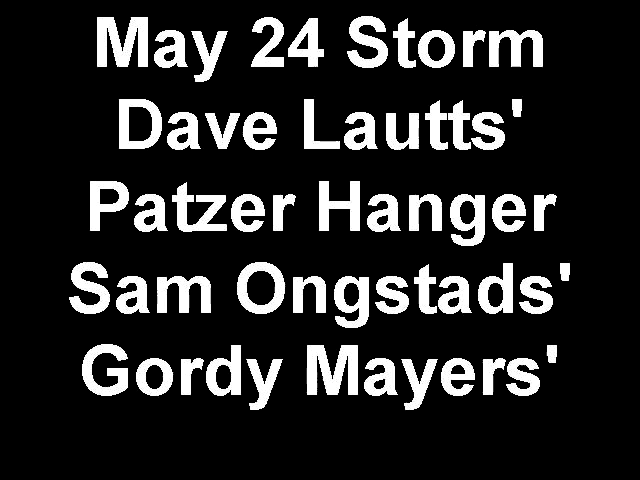 May 24 Storm
Dave Lautts'
Patzer Hanger
Sam Ongstads'
Gordy Mayers'